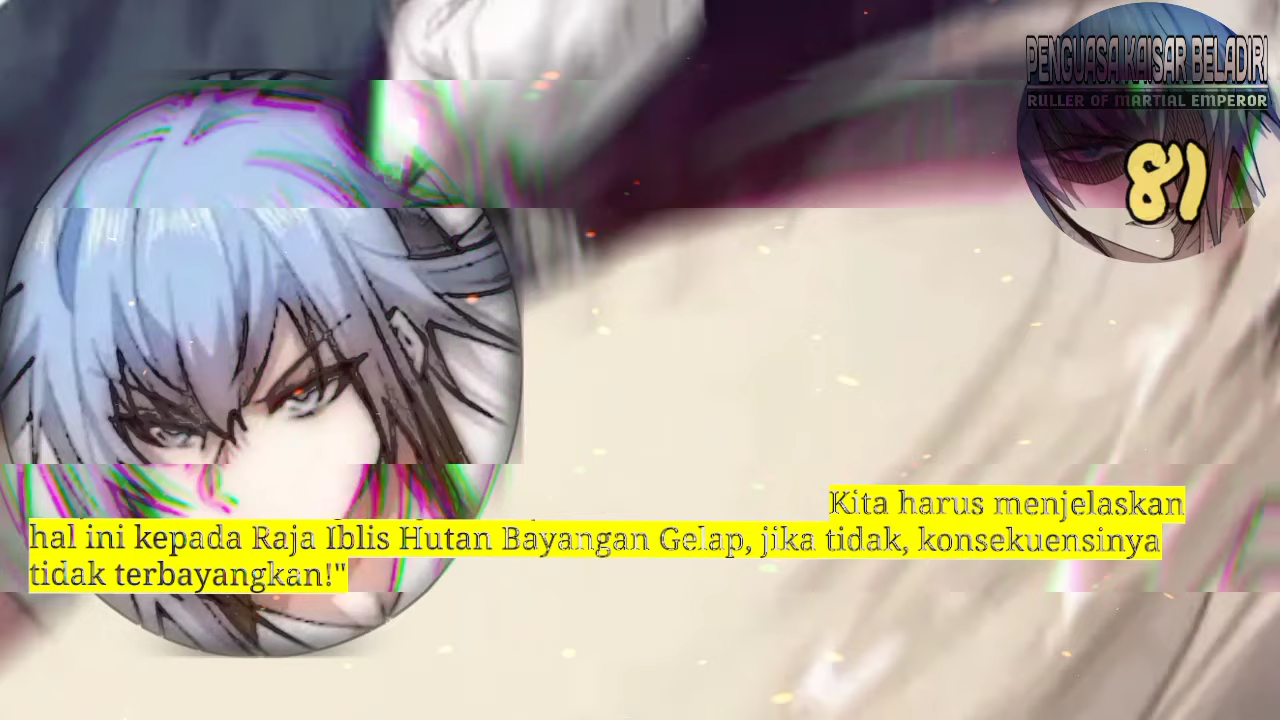 PENGUASA KAISAR BELADIRI
RULLER OF MARTIAL EMPEROR
81
Kita harus menjelaskan
hal ini kepada Raja Iblis Hutan Bayangan Gelap, jika tidak, konsekuensinya
tidak terbayangkan!"